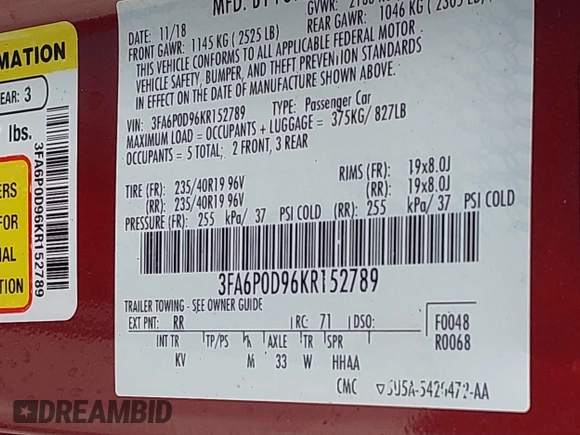 MATION
EAR: 3
lbs.
3FA6P0D96KR152789
ERS
FOR
NAL
TION
MFD. BY
GVWR:
DATE: 11/18
FRONT GAWR: 1145 KG ( 2525 LB)
REAR GAWR: 1046 KG
THIS VEHICLE CONFORMS TO ALL APPLICABLE FEDERAL MOTOR
VEHICLE SAFETY, BUMPER, AND THEFT PREVENTION STANDARDS
IN EFFECT ON THE DATE OF MANUFACTURE SHOWN ABOVE
VIN: 3FA6P0D96KR152789 TYPE: Passenger Car
MAXIMUM LOAD = OCCUPANTS + LUGGAGE = 375KG/ 827LB
OCCUPANTS = 5 TOTAL; 2 FRONT, 3 REAR
TIRE (FR): 235/40R19 96V RIMS (FR): 19x8.0J
(RR): 235/40R19 96V (RR): 19x8.0J
PRESSURE (FR): 255 kPa/ 37 PSI COLD (RR): 255 kPa/ 37 PSI COLD
3FA6P0D96KR152789
TRAILER TOWING - SEE OWNER GUIDE
EXT PNT: RR RC: 71 DSO: F0048
R0068
INT TR TP/PS R AXLE TR SPR
KV M 33 W HHAA
CMC
DREAMBID